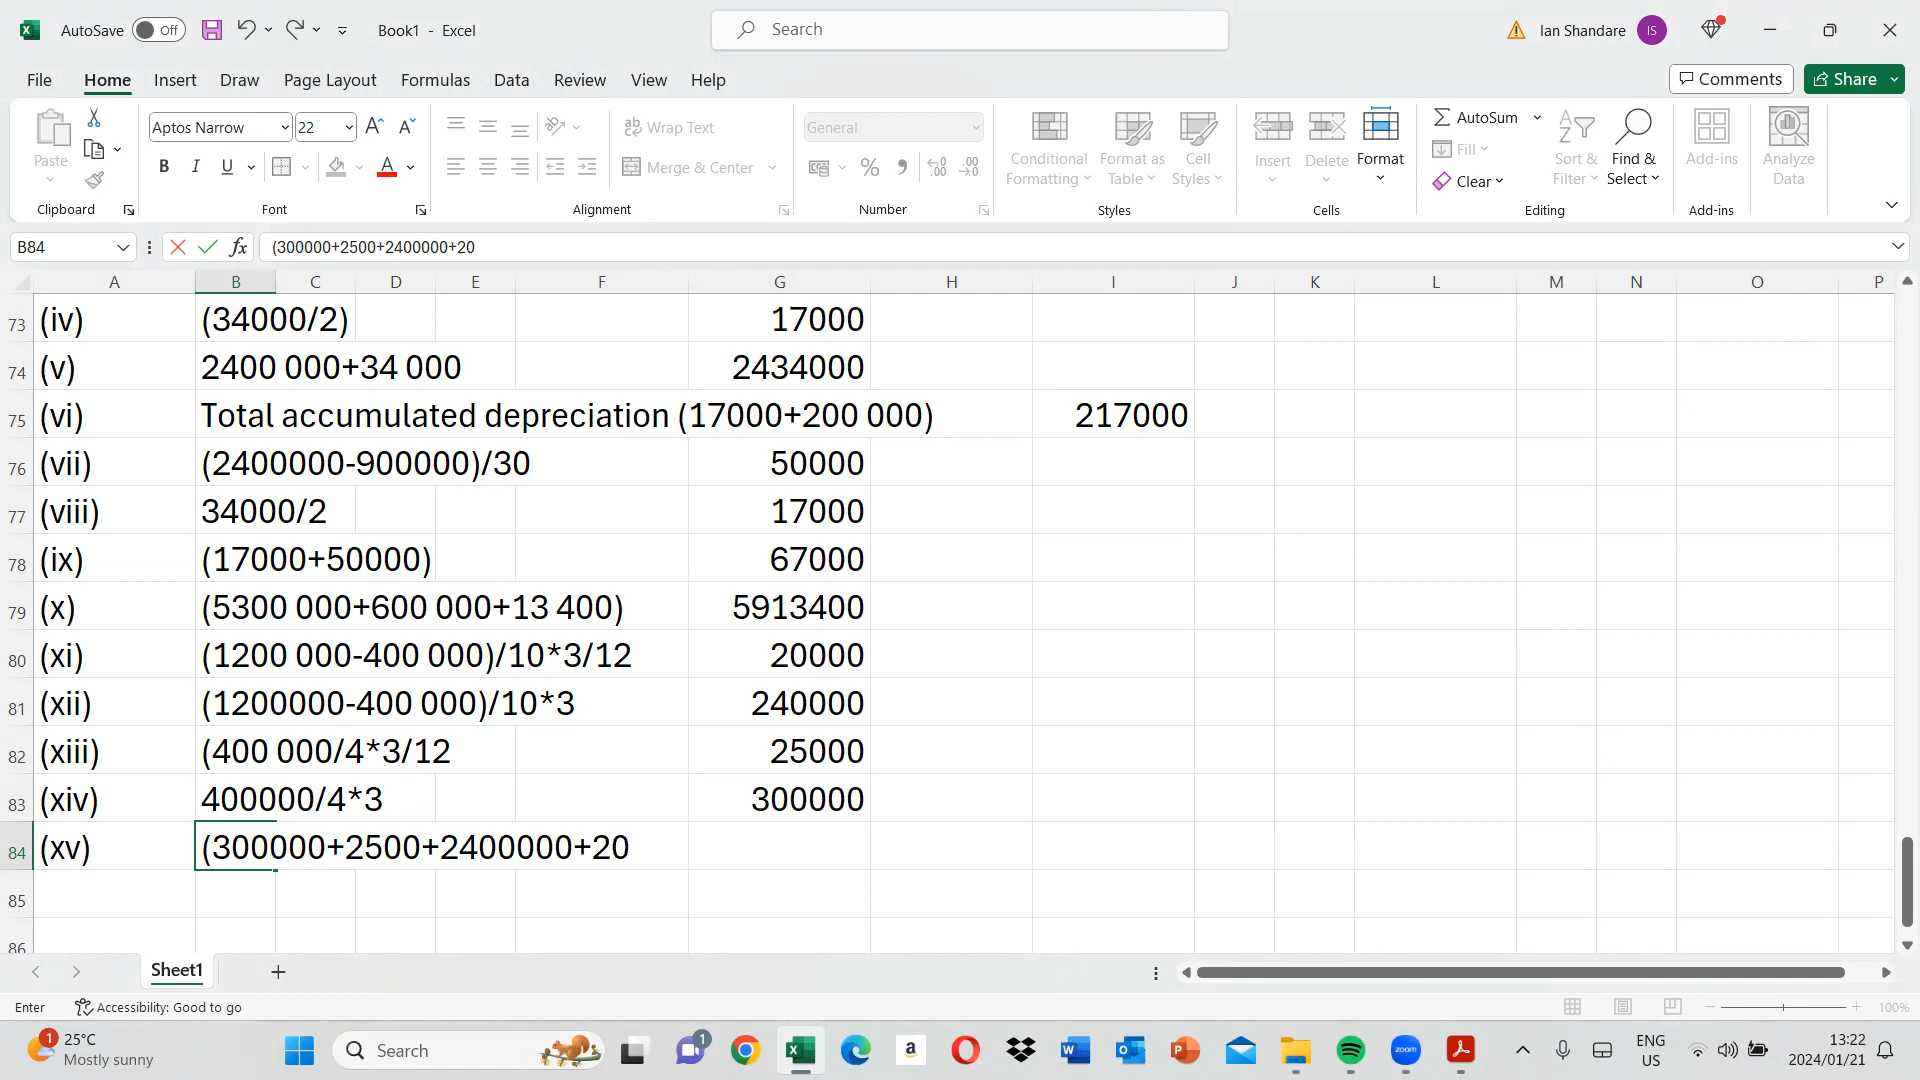 AutoSave Off Book1 - Excel Search Ian Shandare IS
File Home Insert Draw Page Layout Formulas Data Review View Help Comments Share
Paste
Clipboard
Aptos Narrow 22
B I U A
Font
Wrap Text
Merge & Center
Alignment
General
% 9
Number
Conditional Formatting
Format as Table
Cell Styles
Styles
Insert Delete Format
Cells
AutoSum
Fill
Clear
Sort & Filter
Find & Select
Editing
Add-ins
Add-ins
Analyze Data
B84 fx (300000+2500+2400000+20
A B C D E F G H I J K L M N O P
73 (iv) (34000/2) 17000
74 (v) 2400 000+34 000 2434000
75 (vi) Total accumulated depreciation (17000+200 000) 217000
76 (vii) (2400000-900000)/30 50000
77 (viii) 34000/2 17000
78 (ix) (17000+50000) 67000
79 (x) (5300 000+600 000+13 400) 5913400
80 (xi) (1200 000-400 000)/10*3/12 20000
81 (xii) (1200000-400 000)/10*3 240000
82 (xiii) (400 000/4*3/12 25000
83 (xiv) 400000/4*3 300000
84 (xv) (300000+2500+2400000+20
85
86
Sheet1
Enter Accessibility: Good to go 100%
1 25°C
Mostly sunny
Search
1
zoom
ENG
US
13:22
2024/01/21